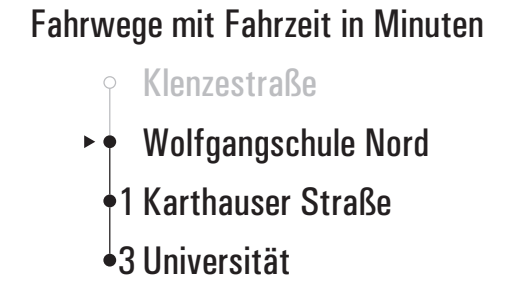 Fahrwege mit Fahrzeit in Minuten
Klenzestraße
Wolfgangschule Nord
1 Karthauser Straße
3 Universität